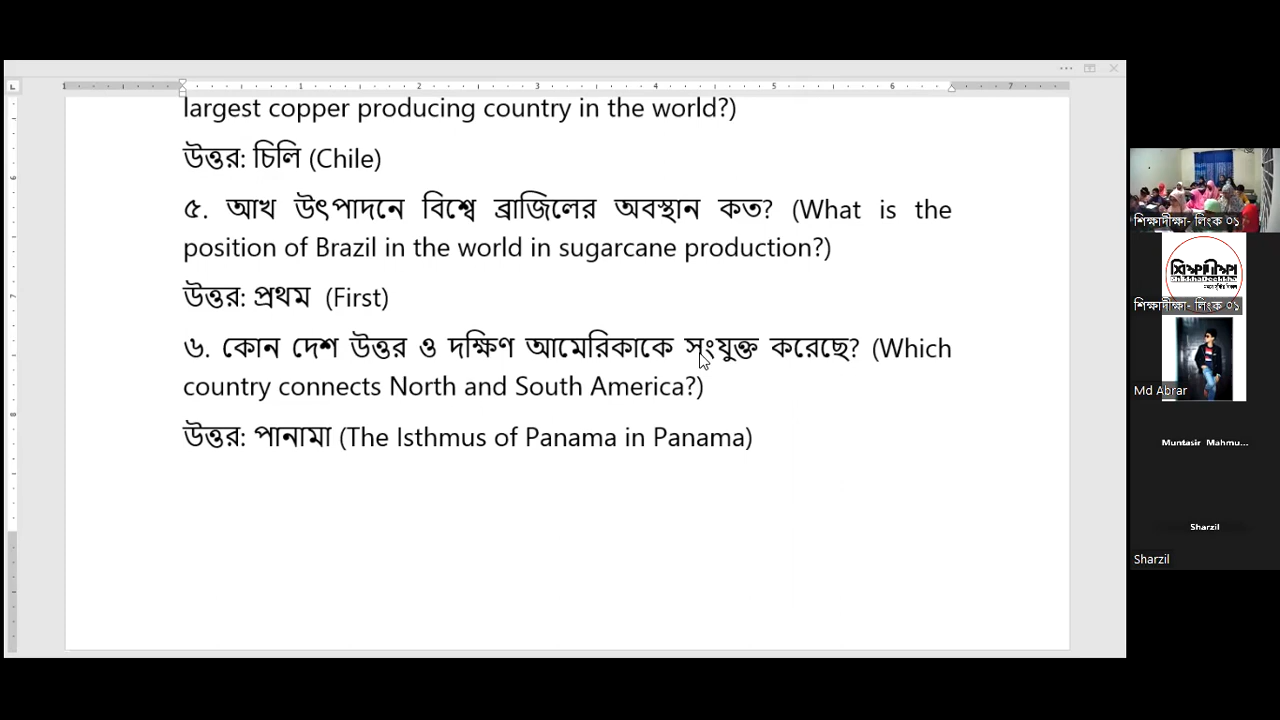 largest copper producing country in the world?)
উত্তর: চিলি (Chile)
৫. আখ উৎপাদনে বিশ্বে ব্রাজিলের অবস্থান কত? (What is the
position of Brazil in the world in sugarcane production?)
উত্তর: প্রথম (First)
৬. কোন দেশ উত্তর ও দক্ষিণ আমেরিকাকে সংযুক্ত করেছে? (Which
country connects North and South America?)
উত্তর: পানামা (The Isthmus of Panama in Panama)
শিক্ষাদীক্ষা- লিংক ০১
শিক্ষাদীক্ষা- লিংক ০১
Md Abrar
Muntasir Mahmu...
Sharzil
Sharzil